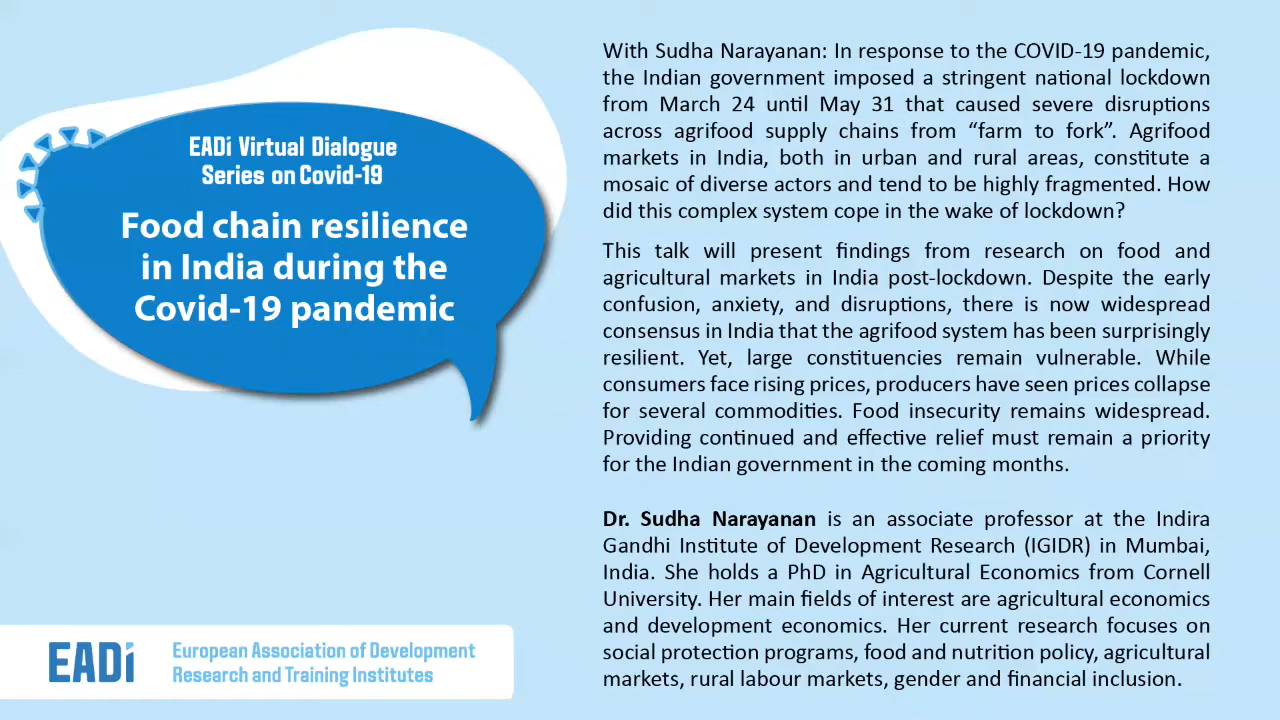 EADi Virtual Dialogue
Series on Covid-19
Food chain resilience
in India during the
Covid-19 pandemic
With Sudha Narayanan: In response to the COVID-19 pandemic,
the Indian government imposed a stringent national lockdown
from March 24 until May 31 that caused severe disruptions
across agrifood supply chains from “farm to fork”. Agrifood
markets in India, both in urban and rural areas, constitute a
mosaic of diverse actors and tend to be highly fragmented. How
did this complex system cope in the wake of lockdown?
This talk will present findings from research on food and
agricultural markets in India post-lockdown. Despite the early
confusion, anxiety, and disruptions, there is now widespread
consensus in India that the agrifood system has been surprisingly
resilient. Yet, large constituencies remain vulnerable. While
consumers face rising prices, producers have seen prices collapse
for several commodities. Food insecurity remains widespread.
Providing continued and effective relief must remain a priority
for the Indian government in the coming months.
Dr. Sudha Narayanan is an associate professor at the Indira
Gandhi Institute of Development Research (IGIDR) in Mumbai,
India. She holds a PhD in Agricultural Economics from Cornell
University. Her main fields of interest are agricultural economics
and development economics. Her current research focuses on
social protection programs, food and nutrition policy, agricultural
markets, rural labour markets, gender and financial inclusion.
EADi
European Association of Development
Research and Training Institutes